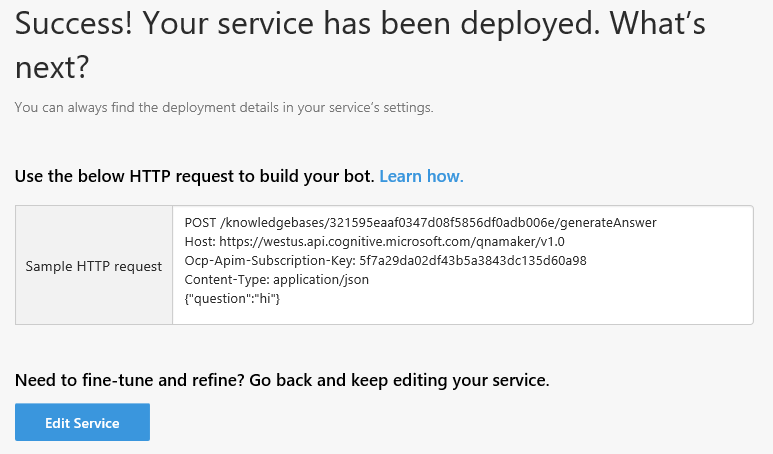 Success! Your service has been deployed. What’s
next?
You can always find the deployment details in your service’s settings.
Use the below HTTP request to build your bot. Learn how.
Sample HTTP request
POST /knowledgebases/321595eaaf0347d08f5856df0adb006e/generateAnswer
Host: https://westus.api.cognitive.microsoft.com/qnamaker/v1.0
Ocp-Apim-Subscription-Key: 5f7a29da02df43b5a3843dc135d60a98
Content-Type: application/json
{"question":"hi"}
Need to fine-tune and refine? Go back and keep editing your service.
Edit Service